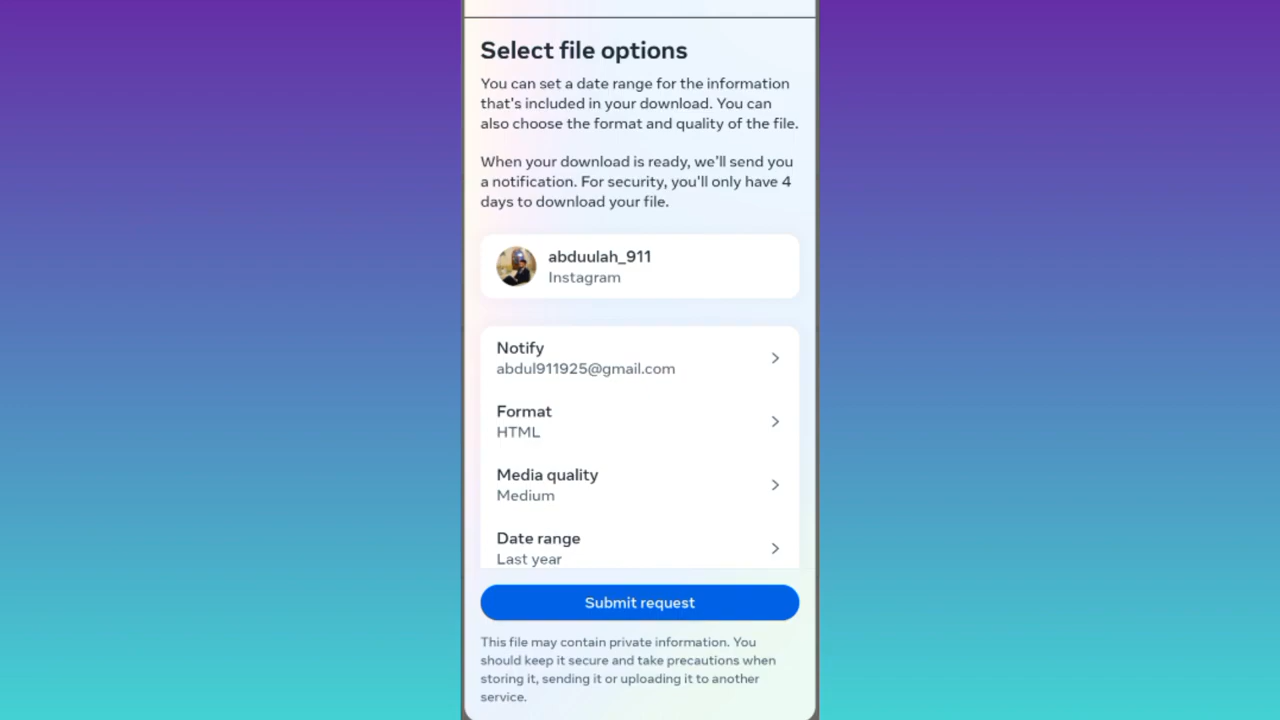 Select file options
You can set a date range for the information
that's included in your download. You can
also choose the format and quality of the file.
When your download is ready, we'll send you
a notification. For security, you'll only have 4
days to download your file.
abduulah_911
Instagram
Notify
abdul911925@gmail.com
Format
HTML
Media quality
Medium
Date range
Last year
Submit request
This file may contain private information. You
should keep it secure and take precautions when
storing it, sending it or uploading it to another
service.